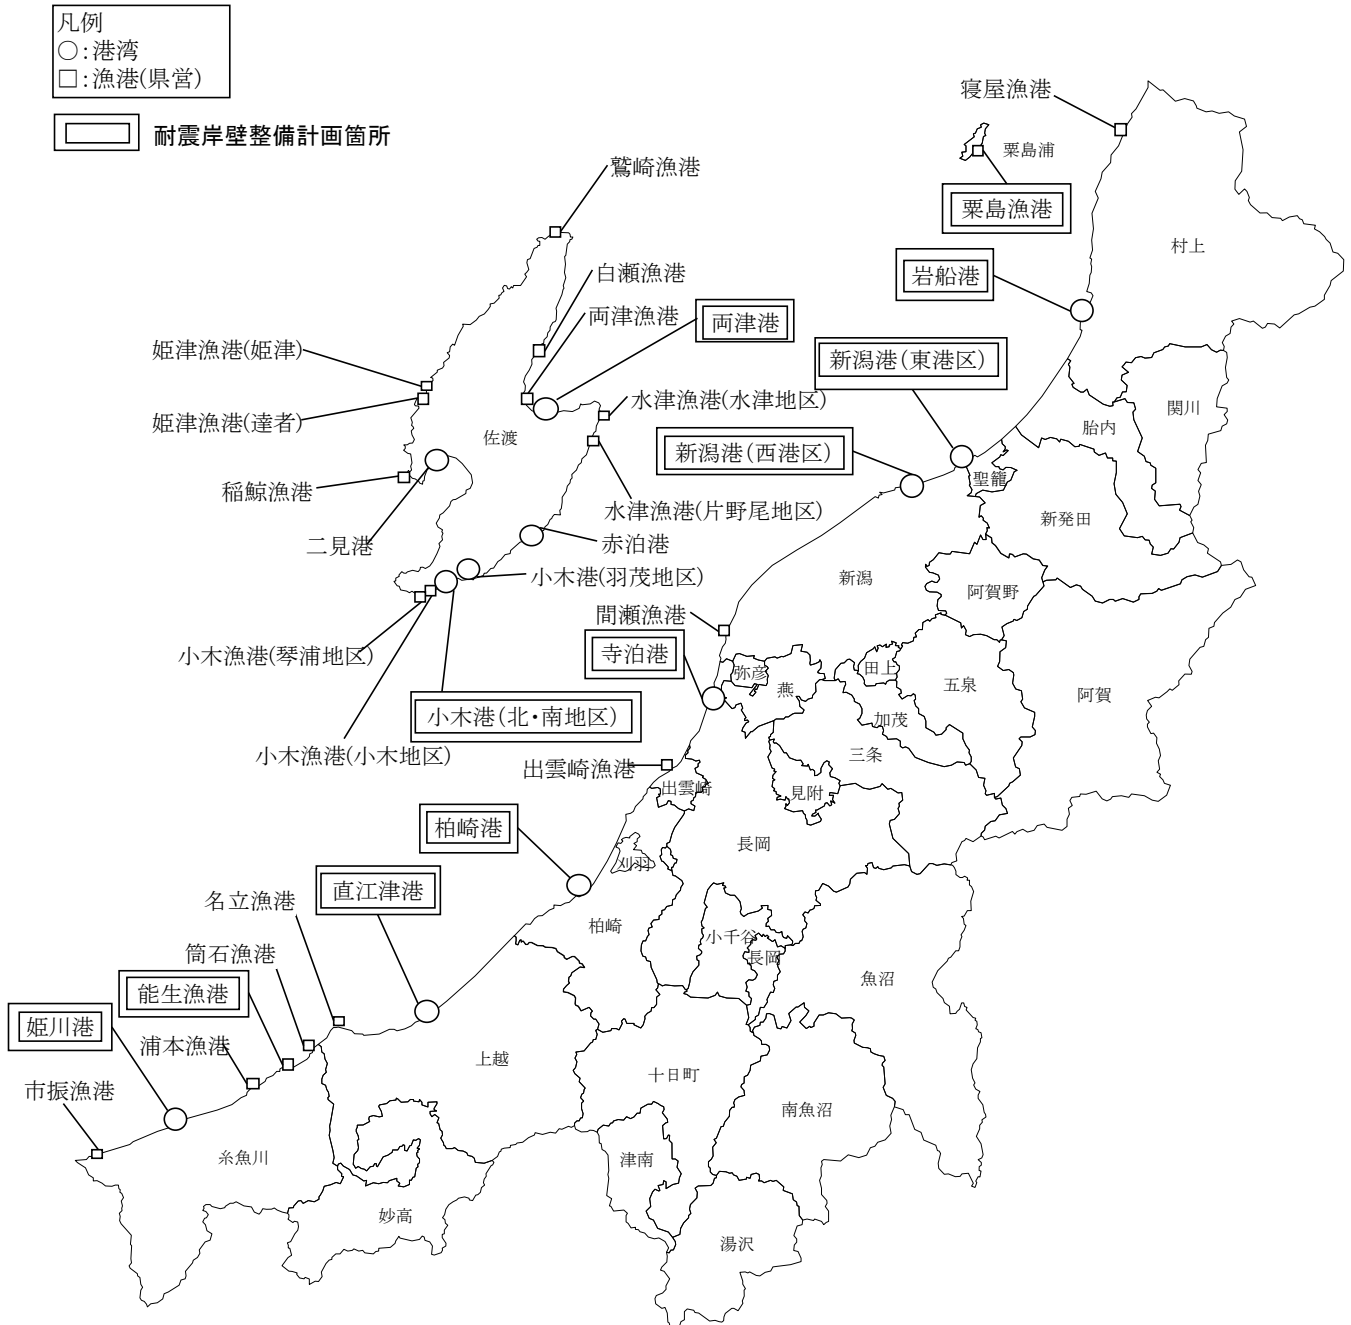 凡例
○：港湾
□：漁港(県営)
耐震岸壁整備計画箇所
寝屋漁港
粟島浦
鷲崎漁港
粟島漁港
村上
白瀬漁港
岩船港
両津漁港
両津港
姫津漁港(姫津)
新潟港(東港区)
水津漁港(水津地区)
関川
姫津漁港(達者)
胎内
佐渡
新潟港(西港区)
聖籠
稲鯨漁港
水津漁港(片野尾地区)
新発田
二見港
赤泊港
小木港(羽茂地区)
新潟
阿賀野
間瀬漁港
小木漁港(琴浦地区)
寺泊港
弥彦
田上
燕
五泉
阿賀
小木港(北・南地区)
加茂
小木漁港(小木地区)
三条
出雲崎漁港
出雲崎
見附
柏崎港
長岡
刈羽
直江津港
名立漁港
柏崎
小千谷
筒石漁港
長岡
魚沼
能生漁港
姫川港
浦本漁港
上越
十日町
市振漁港
南魚沼
糸魚川
津南
妙高
湯沢